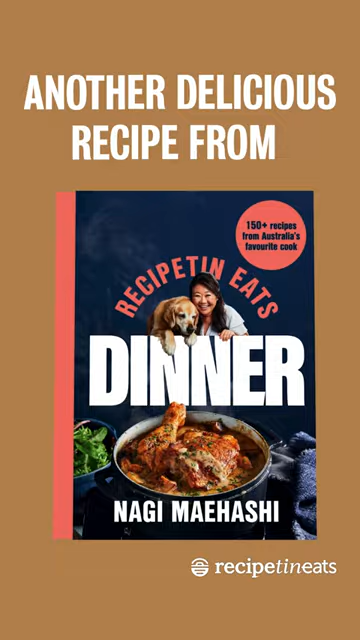 ANOTHER DELICIOUS
RECIPE FROM
150+ recipes
from Australia's
favourite cook
RECIPETIN EATS
DINNER
NAGI MAEHASHI
recipetineats